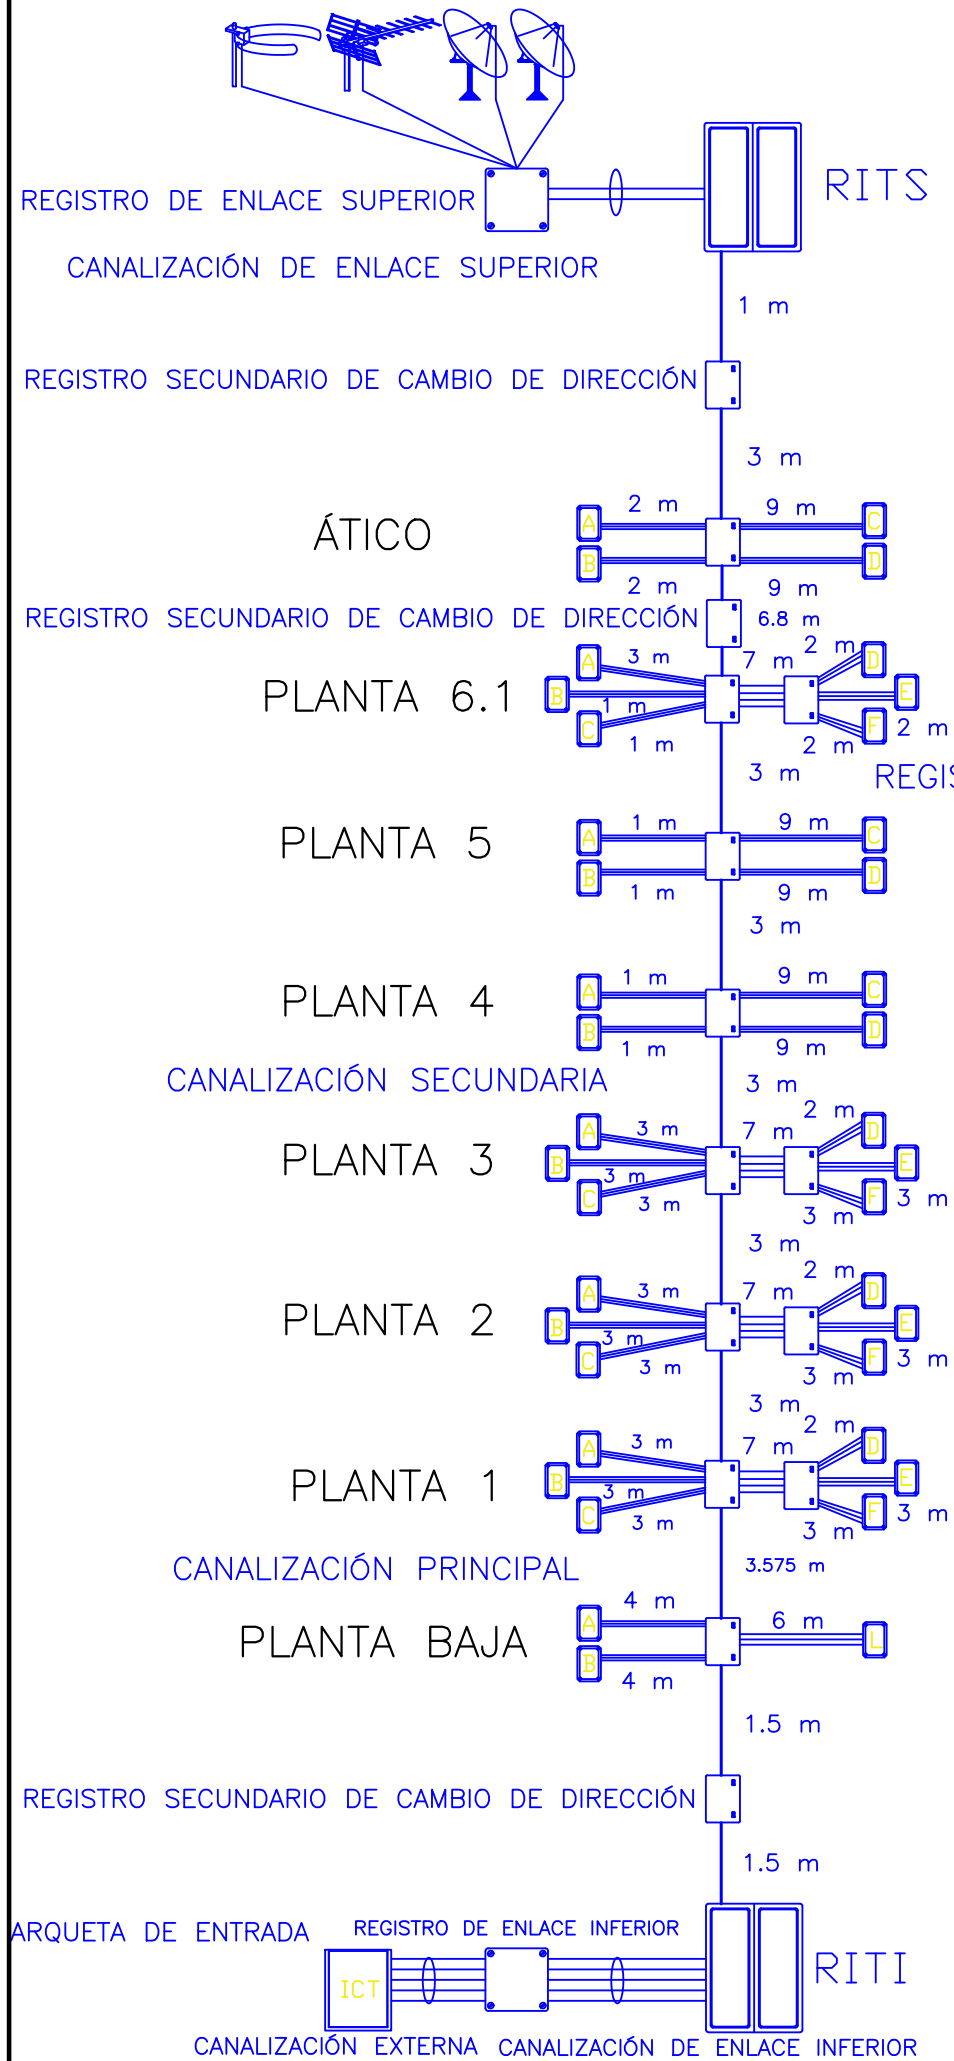 RITS
REGISTRO DE ENLACE SUPERIOR
CANALIZACIÓN DE ENLACE SUPERIOR
1 m
REGISTRO SECUNDARIO DE CAMBIO DE DIRECCIÓN
3 m
2 m 9 m
A C
ÁTICO
B D
2 m 9 m
REGISTRO SECUNDARIO DE CAMBIO DE DIRECCIÓN
6.8 m
3 m 7 m 2 m
A D
PLANTA 6.1
B E
1 m
C F 2 m
1 m 2 m
3 m
REGIS
1 m 9 m
A C
PLANTA 5
B D
1 m 9 m
3 m
1 m 9 m
A C
PLANTA 4
B D
1 m 9 m
CANALIZACIÓN SECUNDARIA
3 m
3 m 7 m 2 m
A D
PLANTA 3
B E
3 m
C F 3 m
3 m 3 m
3 m
3 m 7 m 2 m
A D
PLANTA 2
B E
3 m
C F 3 m
3 m 3 m
3 m
3 m 7 m 2 m
A D
PLANTA 1
B E
3 m
C F 3 m
3 m 3 m
CANALIZACIÓN PRINCIPAL
3.575 m
4 m 6 m
A
PLANTA BAJA
L
B
4 m
1.5 m
REGISTRO SECUNDARIO DE CAMBIO DE DIRECCIÓN
1.5 m
ARQUETA DE ENTRADA
REGISTRO DE ENLACE INFERIOR
RITI
ICT
CANALIZACIÓN EXTERNA
CANALIZACIÓN DE ENLACE INFERIOR